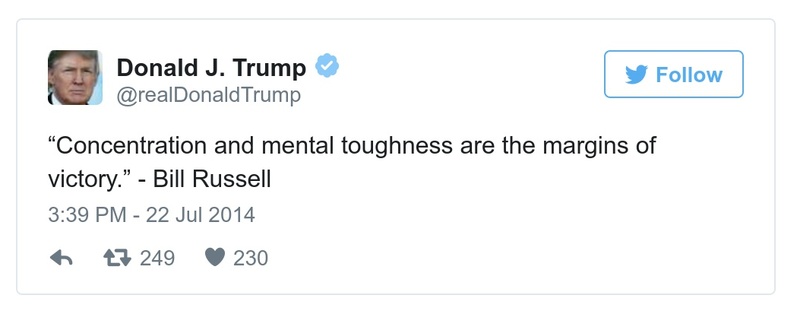 Donald J. Trump
@realDonaldTrump
Follow
“Concentration and mental toughness are the margins of
victory.” - Bill Russell
3:39 PM - 22 Jul 2014
249 230